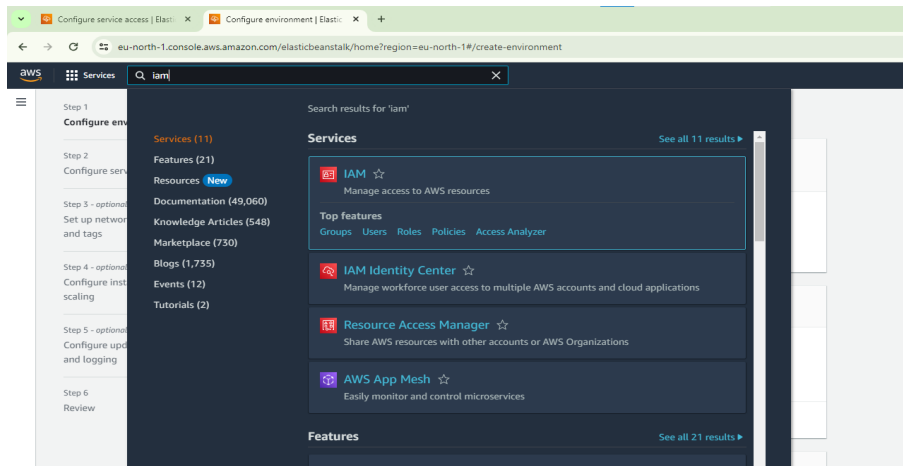 Configure service access | Elasti
Configure environment | Elastic
eu-north-1.console.aws.amazon.com/elasticbeanstalk/home?region=eu-north-1#/create-environment
aws
Services
iam
Step 1
Configure env
Step 2
Configure serv
Step 3 - optional
Set up networ
and tags
Step 4 - optional
Configure inst
scaling
Step 5 - optional
Configure upd
and logging
Step 6
Review
Services (11)
Features (21)
Resources New
Documentation (49,060)
Knowledge Articles (548)
Marketplace (730)
Blogs (1,735)
Events (12)
Tutorials (2)
Search results for 'iam'
Services
See all 11 results
IAM
Manage access to AWS resources
Top features
Groups Users Roles Policies Access Analyzer
IAM Identity Center
Manage workforce user access to multiple AWS accounts and cloud applications
Resource Access Manager
Share AWS resources with other accounts or AWS Organizations
AWS App Mesh
Easily monitor and control microservices
Features
See all 21 results